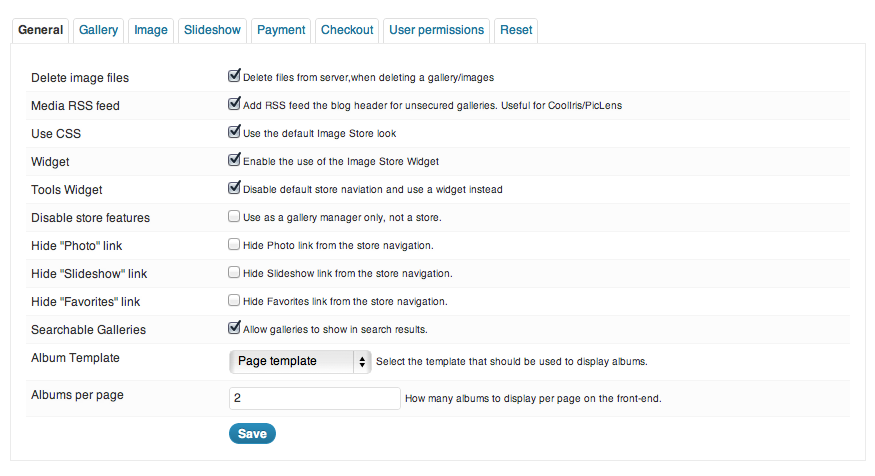 General Gallery Image Slideshow Payment Checkout User permissions Reset
Delete image files Delete files from server,when deleting a gallery/images
Media RSS feed Add RSS feed the blog header for unsecured galleries. Useful for CoolIris/PicLens
Use CSS Use the default Image Store look
Widget Enable the use of the Image Store Widget
Tools Widget Disable default store naviation and use a widget instead
Disable store features Use as a gallery manager only, not a store.
Hide "Photo" link Hide Photo link from the store navigation.
Hide "Slideshow" link Hide Slideshow link from the store navigation.
Hide "Favorites" link Hide Favorites link from the store navigation.
Searchable Galleries Allow galleries to show in search results.
Album Template Page template Select the template that should be used to display albums.
Albums per page 2 How many albums to display per page on the front-end.
Save